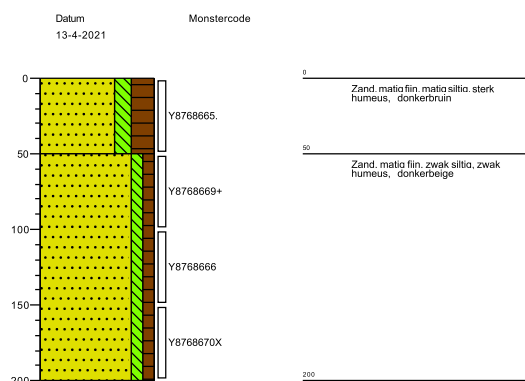 Datum Monstercode
13-4-2021
0
0
Y8768665.
Zand, matig fijn, matig siltig, sterk
humeus, donkerbruin
50
50
Y8768669+
Zand, matig fijn, zwak siltig, zwak
humeus, donkerbeige
100
Y8768666
150
Y8768670X
200
200